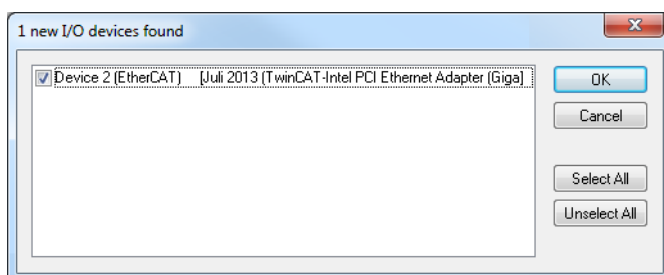 1 new I/O devices found
Device 2 (EtherCAT) [Juli 2013 (TwinCAT-Intel PCI Ethernet Adapter (Giga]
OK
Cancel
Select All
Unselect All